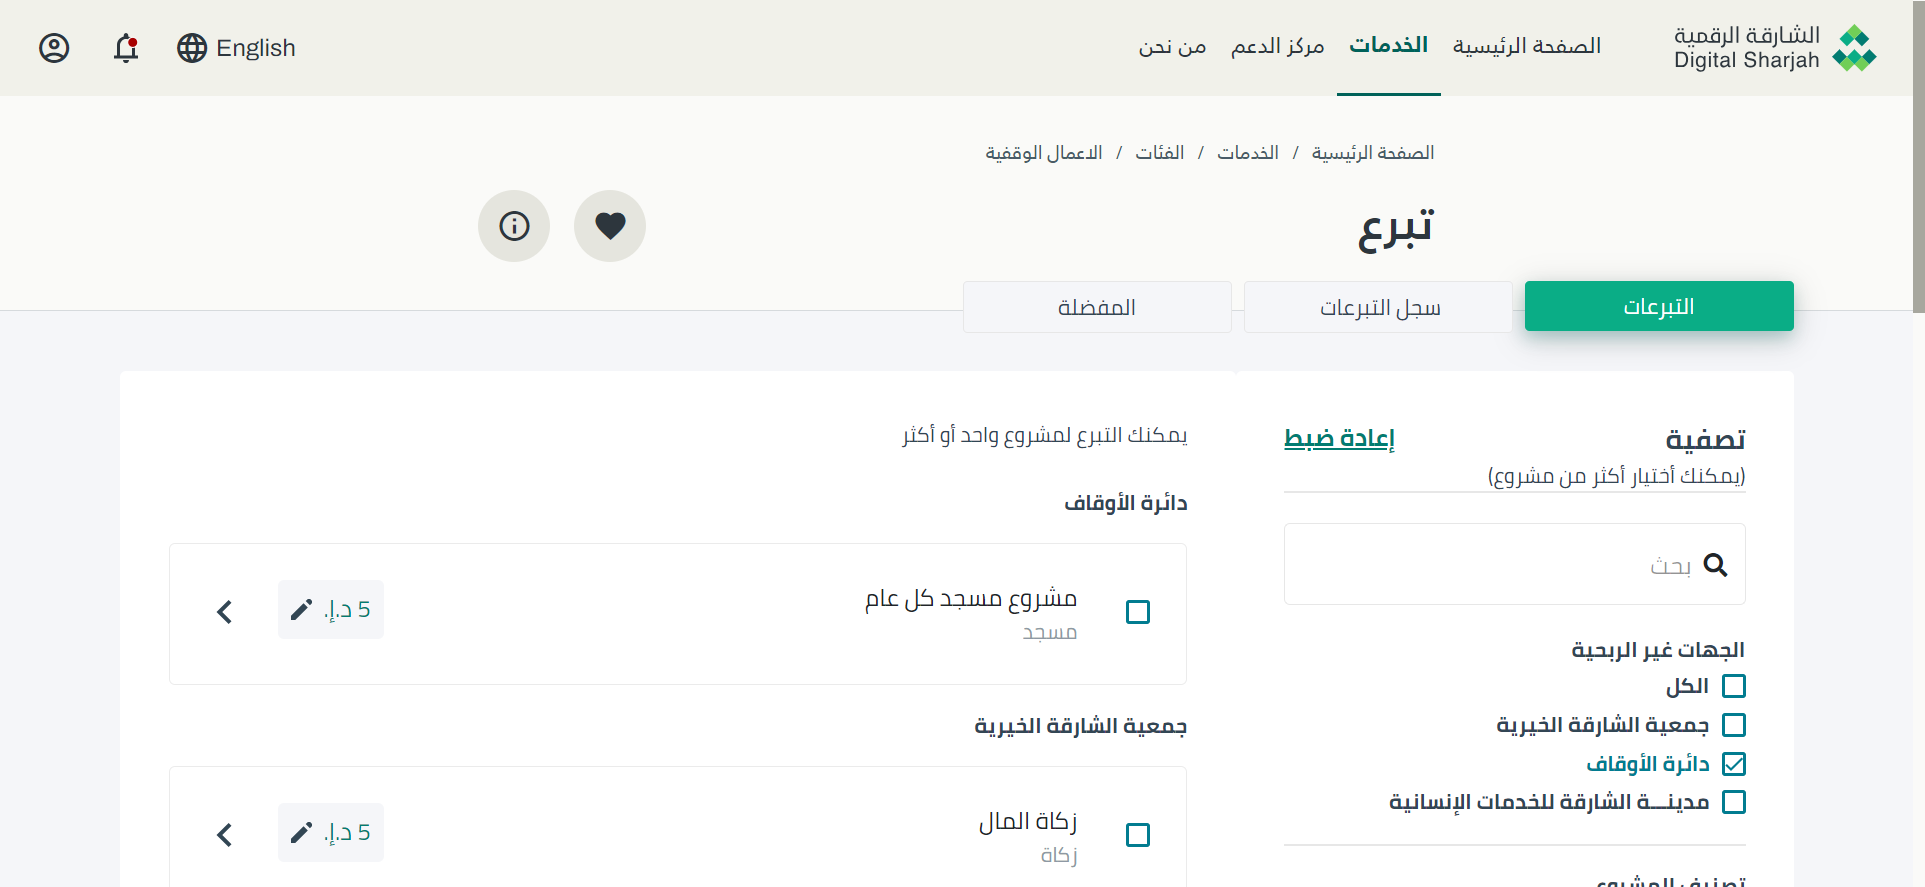 الشارقة الرقمية
Digital Sharjah
الصفحة الرئيسية
الخدمات
مركز الدعم
من نحن
English
الصفحة الرئيسية / الخدمات / الفئات / الاعمال الوقفية
تبرع
التبرعات
سجل التبرعات
المفضلة
تصفية
إعادة ضبط
(يمكنك أختيار أكثر من مشروع)
بحث
الجهات غير الربحية
الكل
جمعية الشارقة الخيرية
دائرة الأوقاف
مدينـــة الشارقة للخدمات الإنسانية
تصنيف المشروع
يمكنك التبرع لمشروع واحد أو أكثر
دائرة الأوقاف
مشروع مسجد كل عام
مسجد
5 د.إ.
جمعية الشارقة الخيرية
زكاة المال
زكاة
5 د.إ.